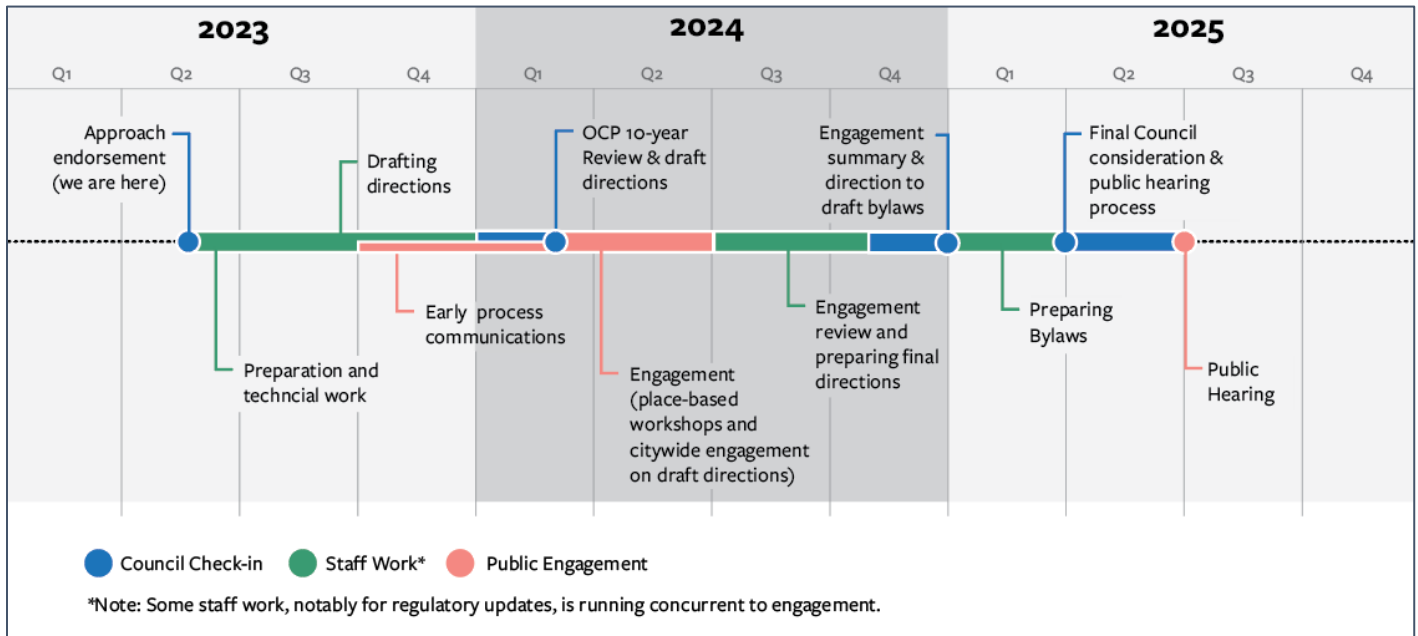 2023
2024
2025
Q1
Q2
Q3
Q4
Q1
Q2
Q3
Q4
Q1
Q2
Q3
Q4
Approach
endorsement
(we are here)
Drafting
directions
OCP 10-year
Review & draft
directions
Engagement
summary &
direction to
draft bylaws
Final Council
consideration &
public hearing
process
Preparation and
techncial work
Early process
communications
Engagement
(place-based
workshops and
citywide engagement
on draft directions)
Engagement
review and
preparing final
directions
Preparing
Bylaws
Public
Hearing
Council Check-in
Staff Work*
Public Engagement
*Note: Some staff work, notably for regulatory updates, is running concurrent to engagement.